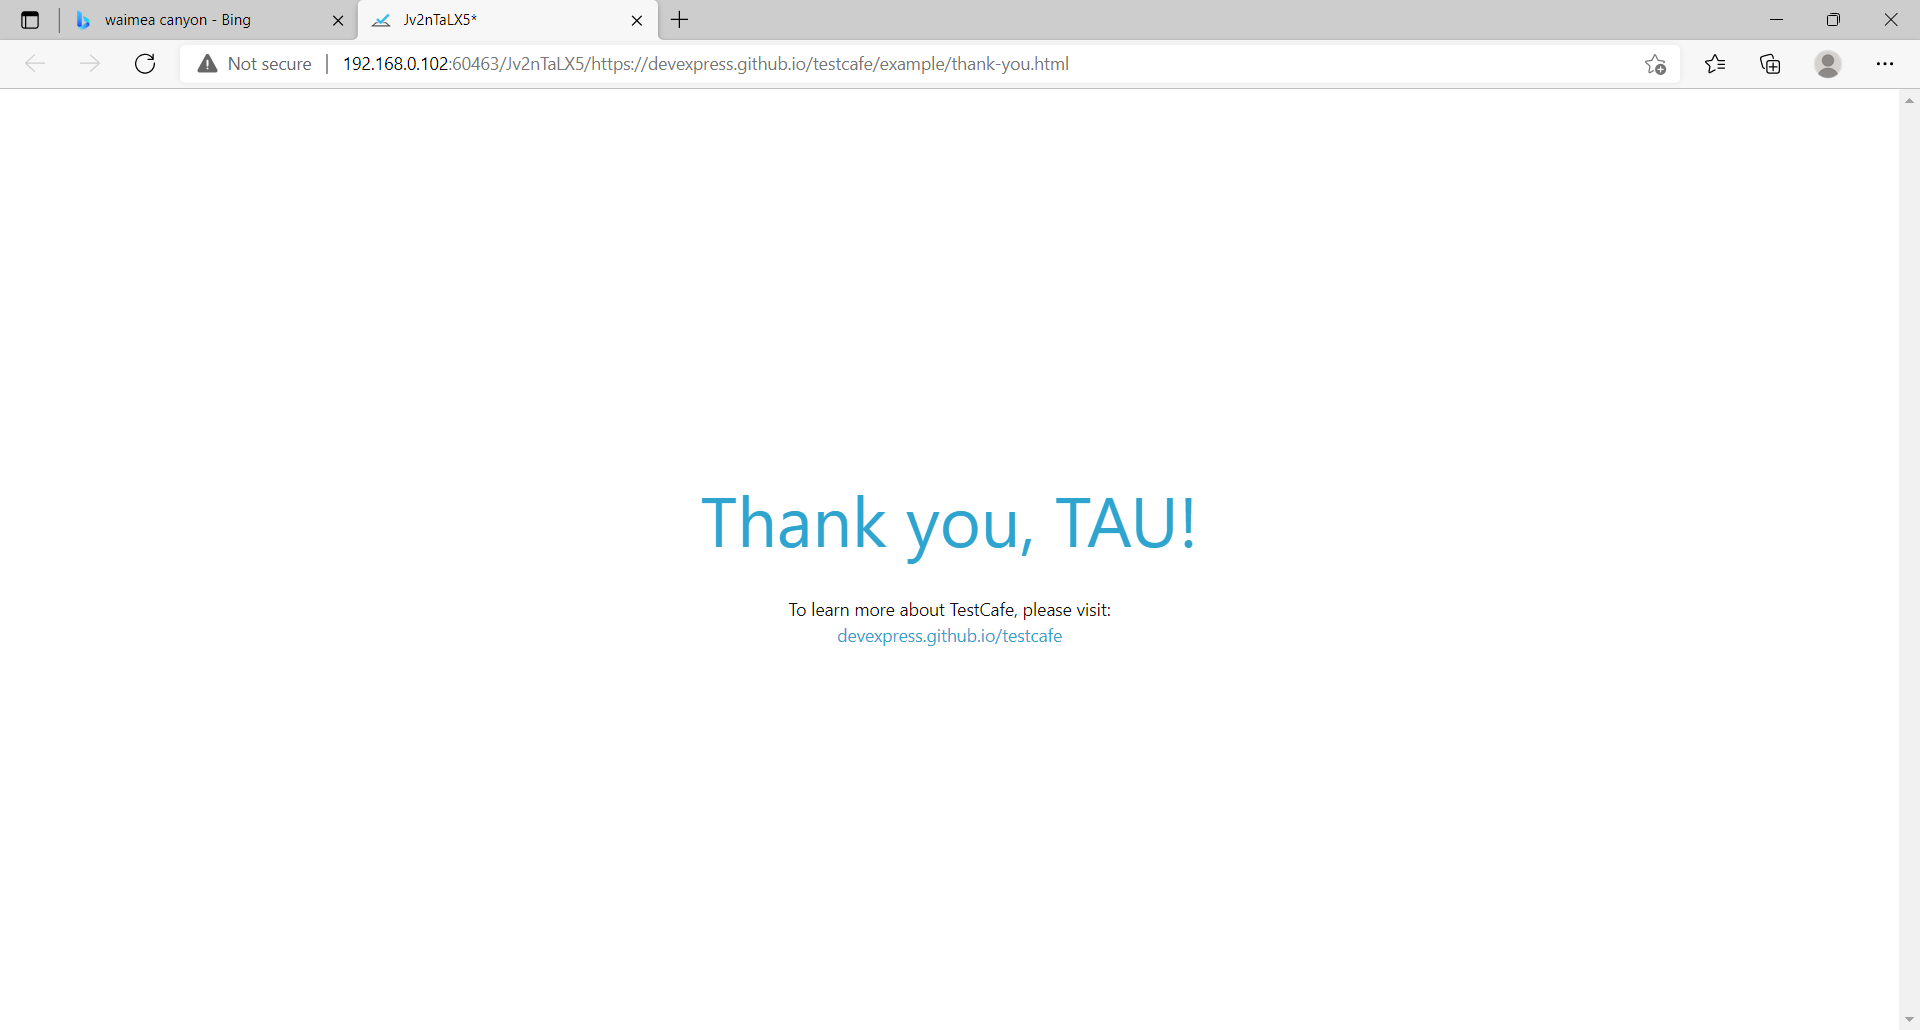 waimea canyon - Bing
Jv2nTaLX5*
Not secure
192.168.0.102:60463/Jv2nTaLX5/https://devexpress.github.io/testcafe/example/thank-you.html
Thank you, TAU!
To learn more about TestCafe, please visit:
devexpress.github.io/testcafe